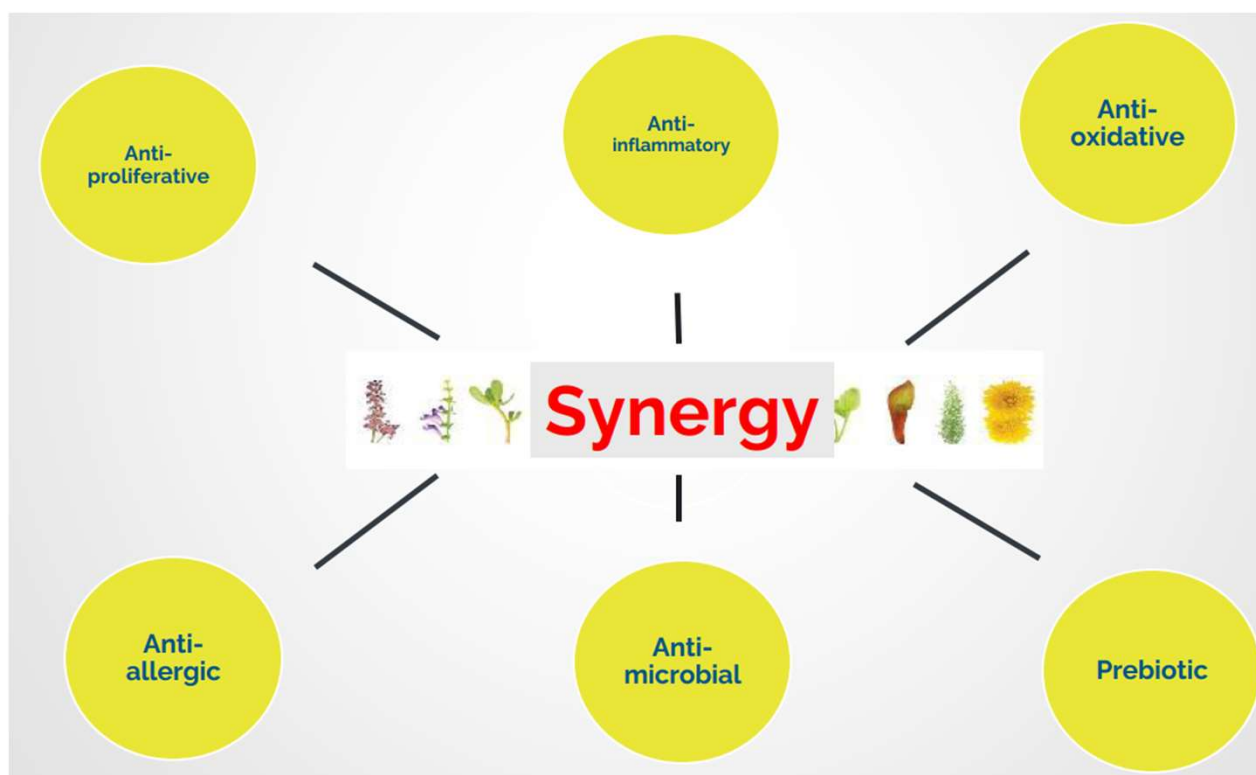 Anti-
proliferative
Anti-
inflammatory
Anti-
oxidative
Synergy
Anti-
allergic
Anti-
microbial
Prebiotic